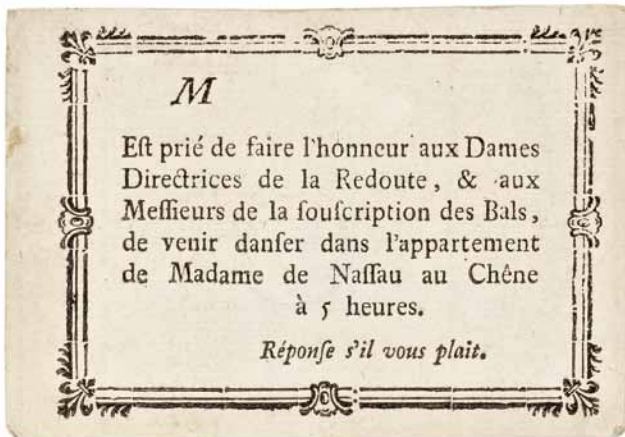 M
Eſt prié de faire l'honneur aux Dames
Directrices de la Redoute, & aux
Meſſieurs de la ſouſcription des Bals,
de venir danſer dans l'appartement
de Madame de Naſſau au Chêne
à 5 heures.
Réponſe s'il vous plait.